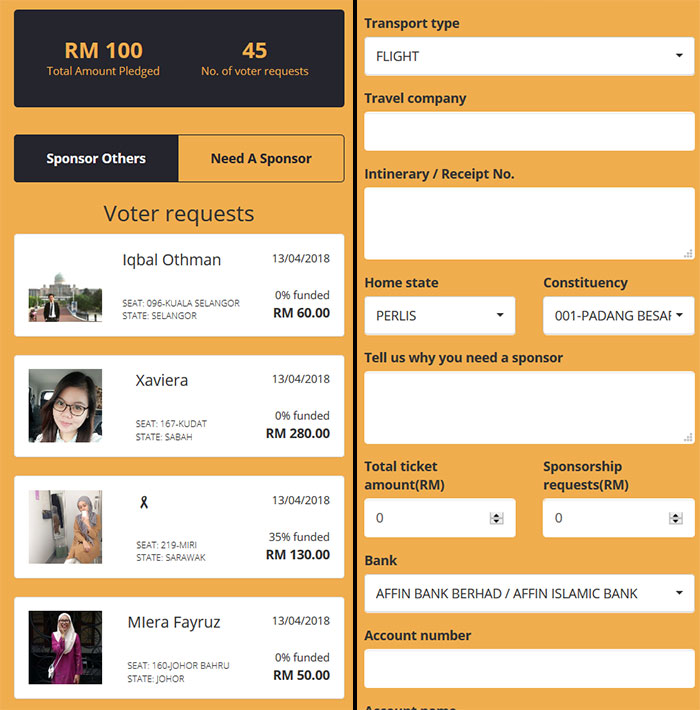 RM 100
45
Total Amount Pledged
No. of voter requests
Sponsor Others
Need A Sponsor
Voter requests
Iqbal Othman
13/04/2018
0% funded
SEAT: 096-KUALA SELANGOR
STATE: SELANGOR
RM 60.00
Xaviera
13/04/2018
0% funded
SEAT: 167-KUDAT
STATE: SABAH
RM 280.00
13/04/2018
35% funded
SEAT: 219-MIRI
STATE: SARAWAK
RM 130.00
MIera Fayruz
13/04/2018
0% funded
SEAT: 160-JOHOR BAHRU
STATE: JOHOR
RM 50.00
Transport type
FLIGHT
Travel company
Intinerary / Receipt No.
Home state
Constituency
PERLIS
001-PADANG BESAR
Tell us why you need a sponsor
Total ticket
amount(RM)
Sponsorship
requests(RM)
0
0
Bank
AFFIN BANK BERHAD / AFFIN ISLAMIC BANK
Account number
Account name